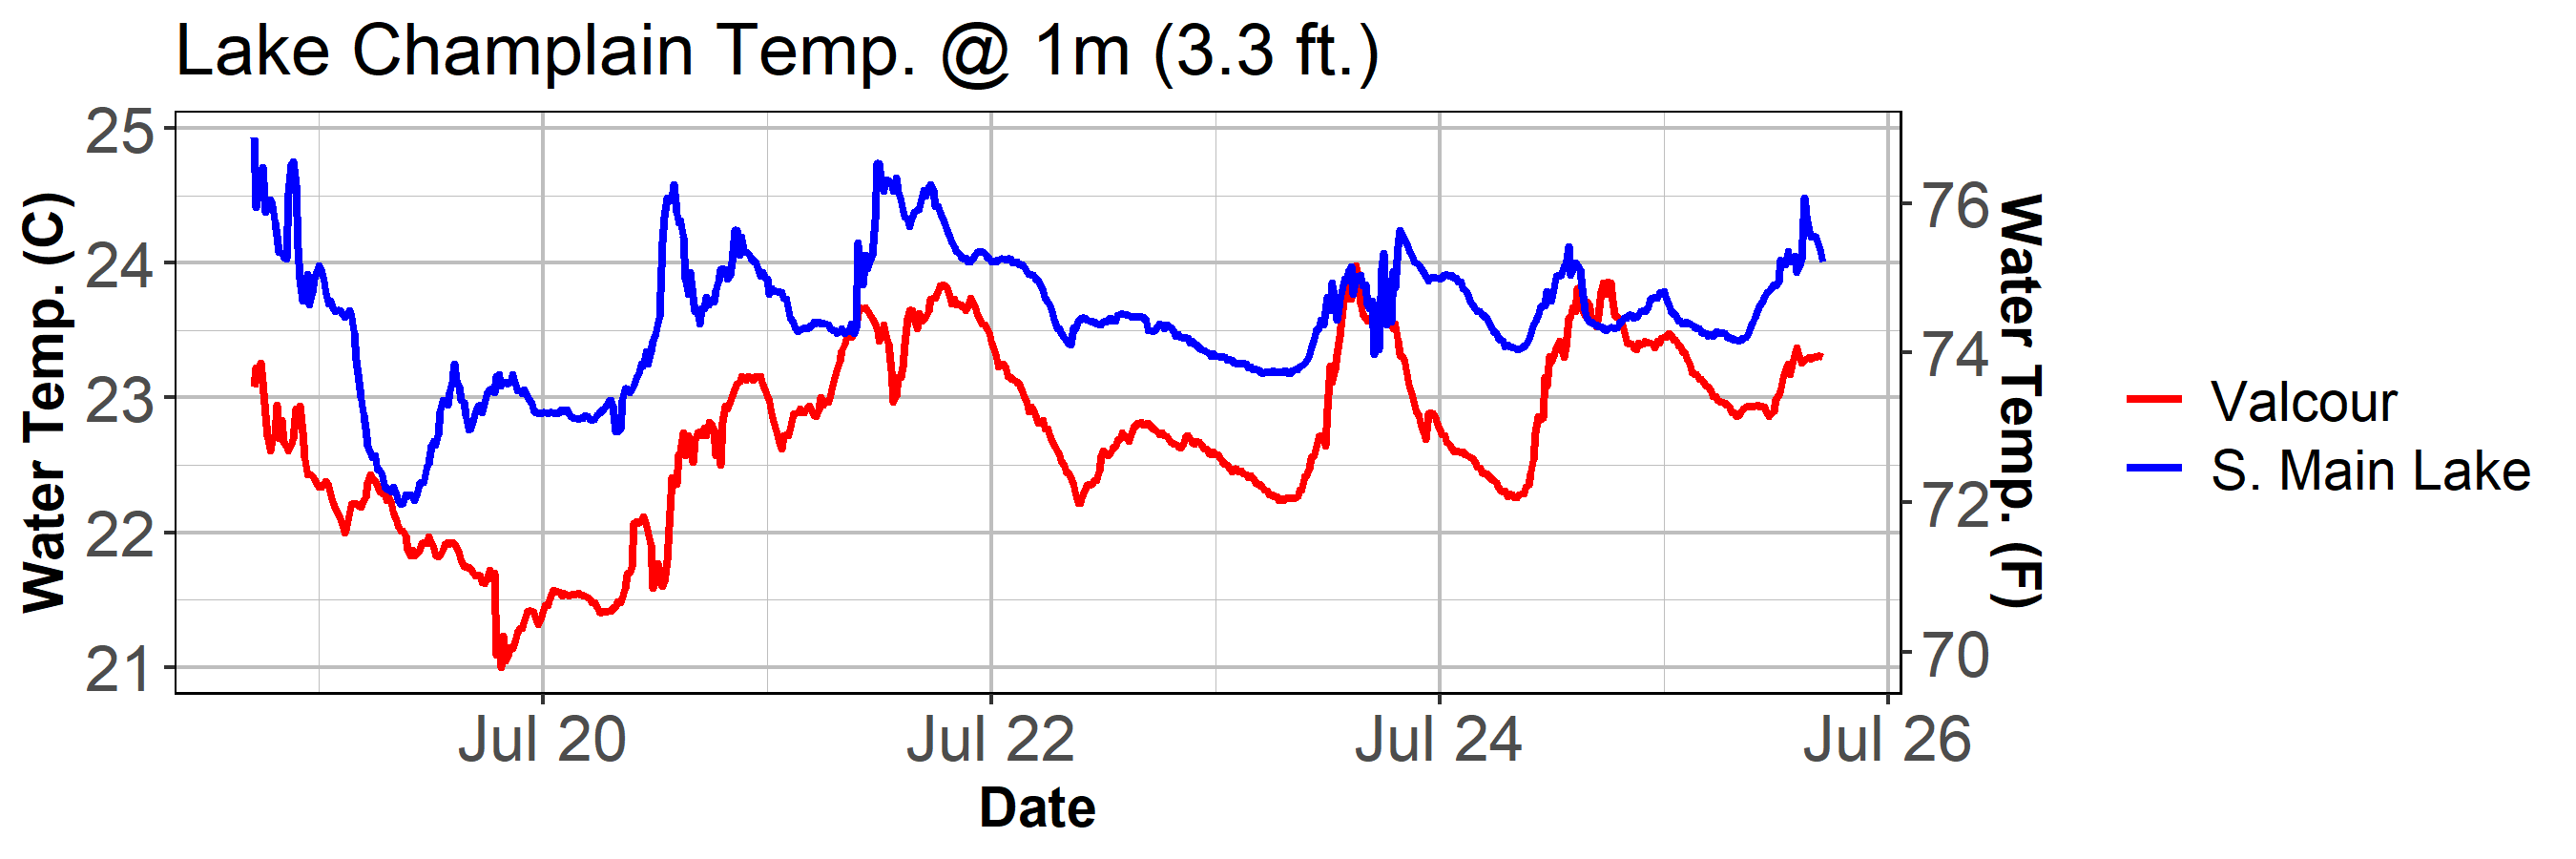 Lake Champlain Temp. @ 1m (3.3 ft.)
Water Temp. (C)
25
24
23
22
21
76
74
72
70
Water Temp. (F)
Jul 20
Jul 22
Jul 24
Jul 26
Date
Valcour
S. Main Lake